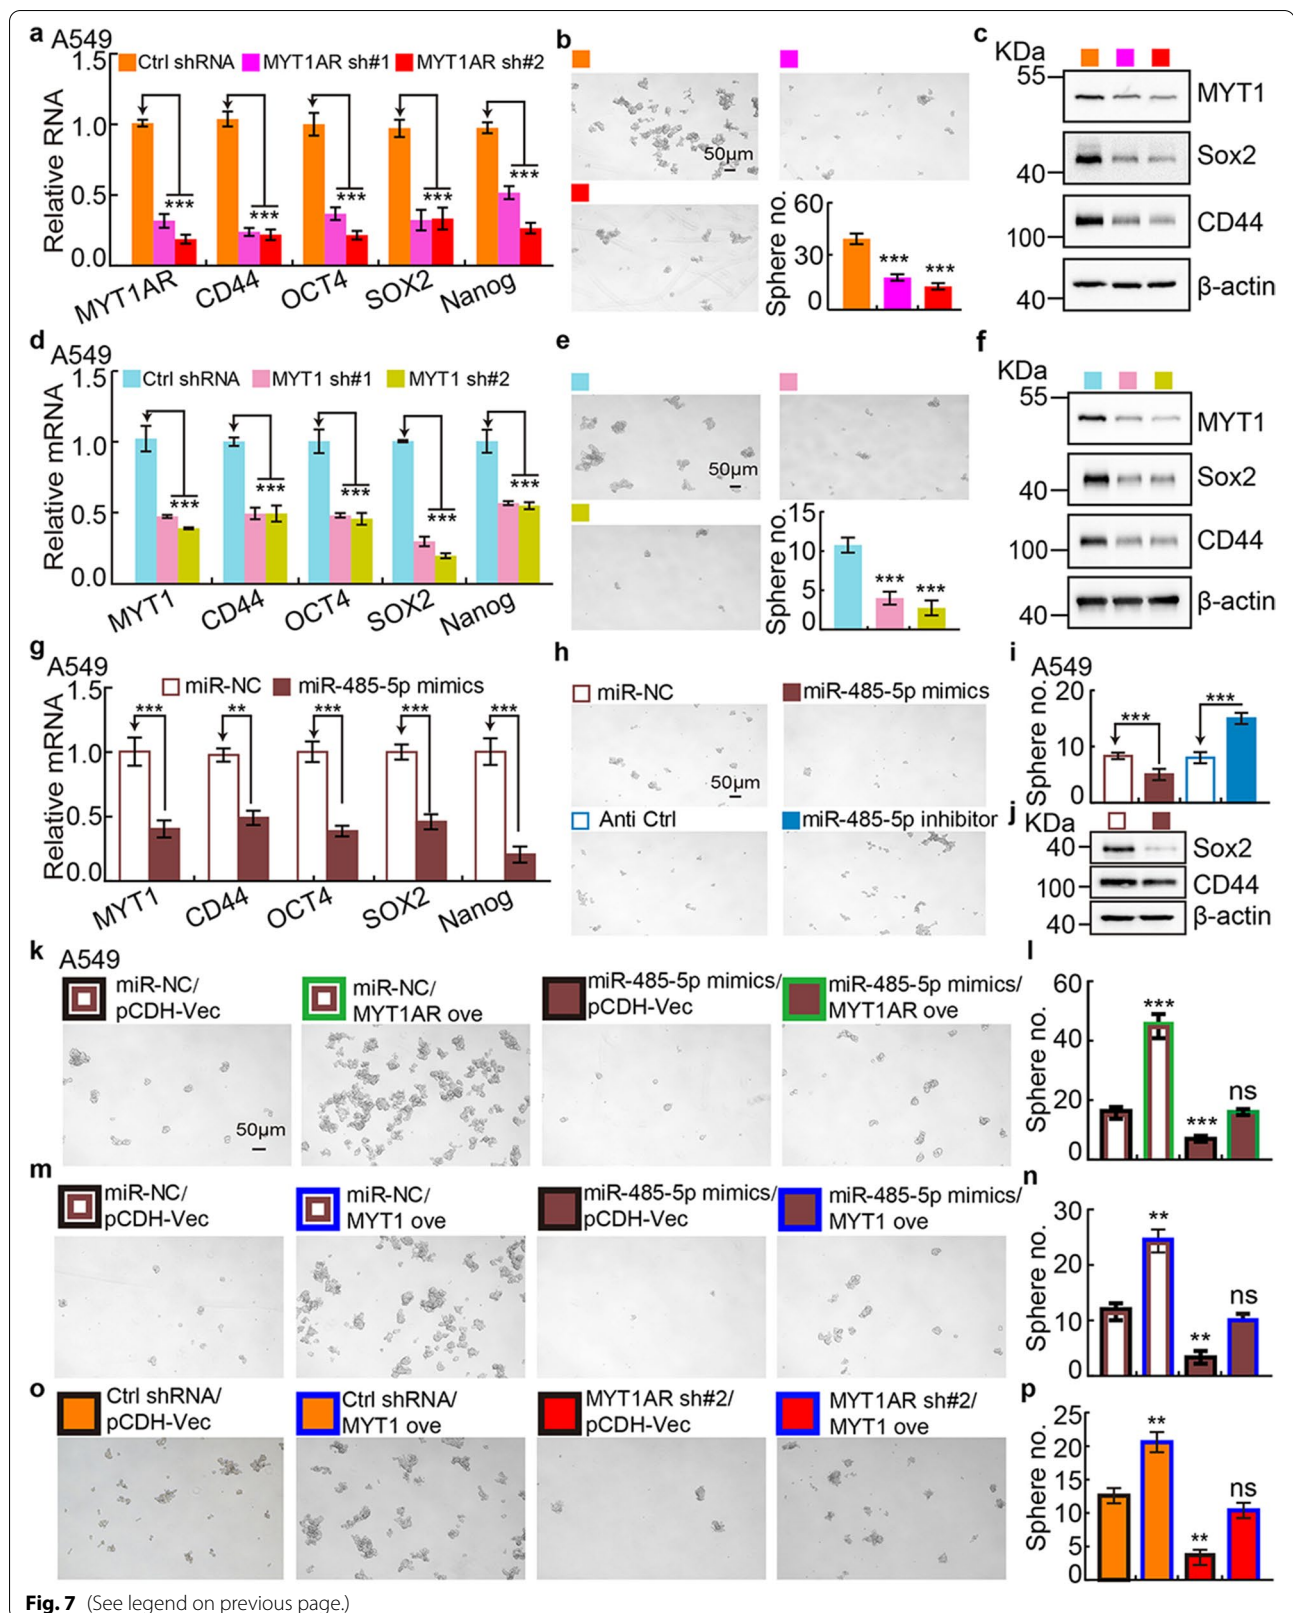 a A549
Ctrl shRNA MYT1AR sh#1 MYT1AR sh#2
Relative RNA
1.5
1.0
0.5
0.0
*** *** *** *** ***
MYT1AR CD44 OCT4 SOX2 Nanog
b
50µm
Sphere no.
60
30
0
*** ***
c
KDa
55
MYT1
40
Sox2
100
CD44
40
β-actin
d A549
Ctrl shRNA MYT1 sh#1 MYT1 sh#2
Relative mRNA
1.5
1.0
0.5
0.0
*** *** *** *** ***
MYT1 CD44 OCT4 SOX2 Nanog
e
50µm
Sphere no.
15
10
5
0
*** ***
f
KDa
55
MYT1
40
Sox2
100
CD44
40
β-actin
g A549
miR-NC miR-485-5p mimics
Relative mRNA
1.5
1.0
0.5
0.0
*** ** *** *** ***
MYT1 CD44 OCT4 SOX2 Nanog
h
miR-NC miR-485-5p mimics
50µm
Anti Ctrl miR-485-5p inhibitor
i A549
Sphere no.
20
10
0
*** ***
j KDa
40 Sox2
100 CD44
40 β-actin
k A549
miR-NC/
pCDH-Vec
miR-NC/
MYT1AR ove
miR-485-5p mimics/
pCDH-Vec
miR-485-5p mimics/
MYT1AR ove
50µm
l
Sphere no.
60
40
20
0
*** *** ns
m
miR-NC/
pCDH-Vec
miR-NC/
MYT1 ove
miR-485-5p mimics/
pCDH-Vec
miR-485-5p mimics/
MYT1 ove
n
Sphere no.
30
20
10
0
** ** ns
o
Ctrl shRNA/
pCDH-Vec
Ctrl shRNA/
MYT1 ove
MYT1AR sh#2/
pCDH-Vec
MYT1AR sh#2/
MYT1 ove
p
Sphere no.
25
20
15
10
5
0
** ** ns
Fig. 7 (See legend on previous page.)